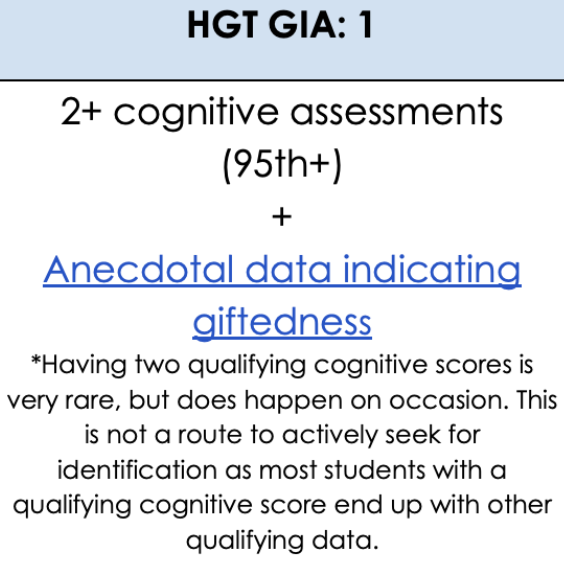 HGT GIA: 1
2+ cognitive assessments
(95th+)
+
Anecdotal data indicating
giftedness
*Having two qualifying cognitive scores is
very rare, but does happen on occasion. This
is not a route to actively seek for
identification as most students with a
qualifying cognitive score end up with other
qualifying data.